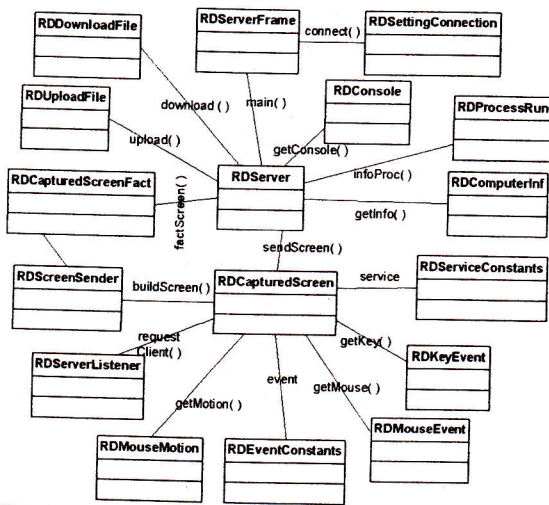 RDDownloadFile
RDServerFrame
connect( )
RDSettingConnection
RDUploadFile
download ( )
main( )
RDConsole
RDProcessRun
upload( )
getConsole( )
RDCapturedScreenFact
RDServer
infoProc( )
RDComputerInf
factScreen( )
getInfo( )
sendScreen( )
RDScreenSender
buildScreen( )
RDCapturedScreen
service
RDServiceConstants
request
Client( )
getKey( )
RDServerListener
RDKeyEvent
getMotion( )
event
getMouse( )
RDMouseMotion
RDEventConstants
RDMouseEvent